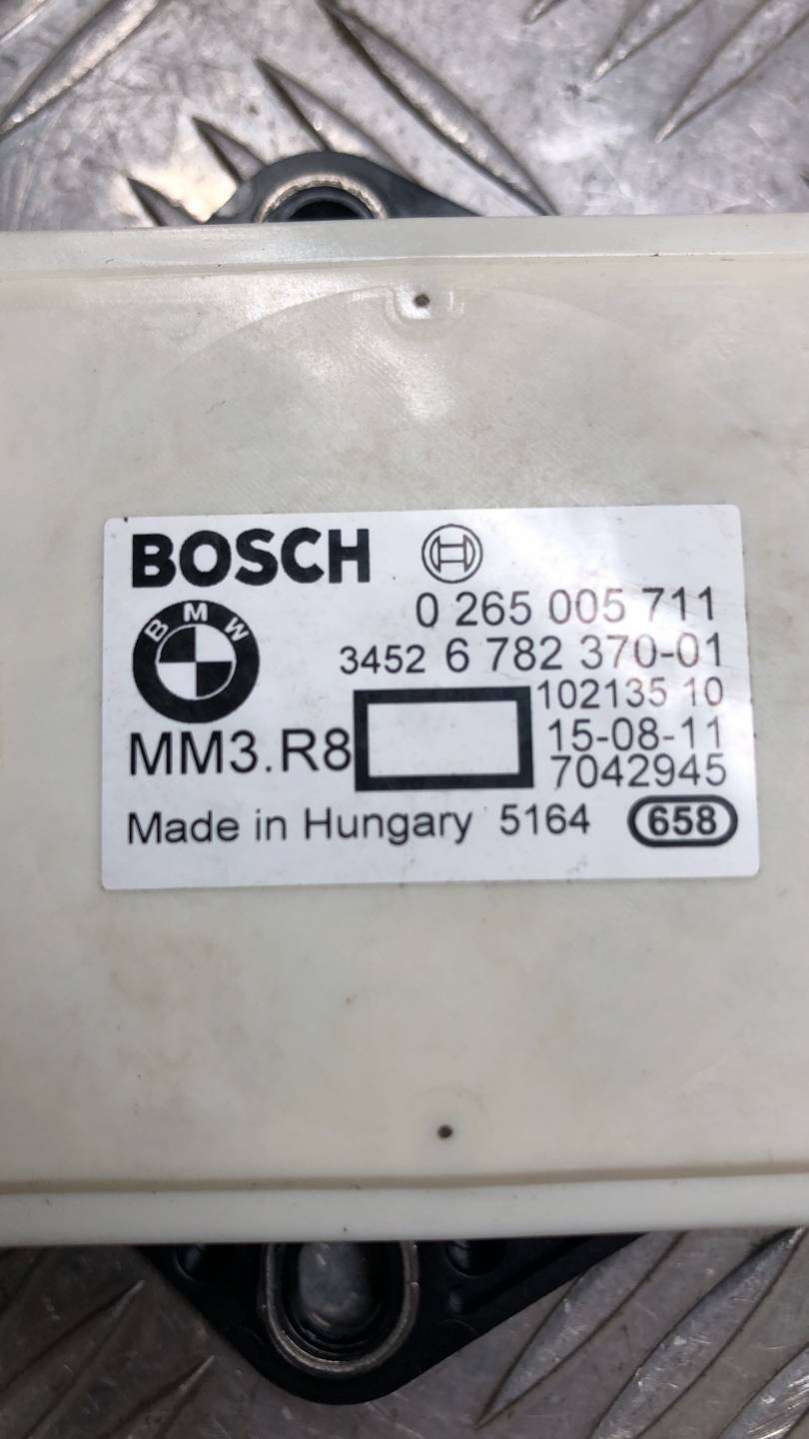 BOSCH
0 265 005 711
BMW
3452 6 782 370-01
102135 10
MM3.R8
15-08-11
7042945
Made in Hungary 5164 658